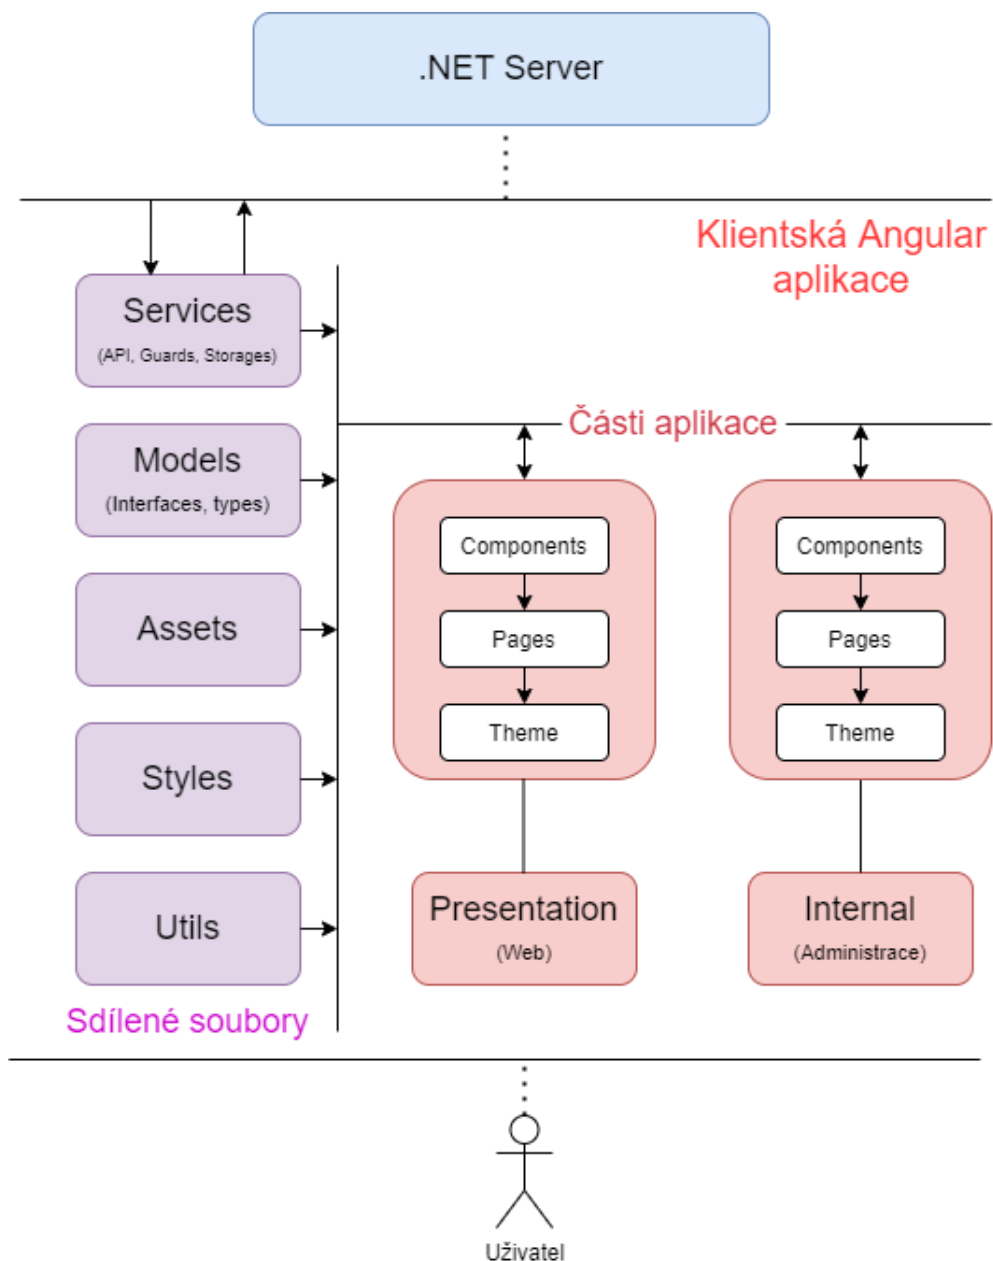 .NET Server
Klientská Angular
aplikace
Services
(API, Guards, Storages)
Části aplikace
Models
(Interfaces, types)
Components
Components
Assets
Pages
Pages
Theme
Theme
Styles
Utils
Presentation
(Web)
Internal
(Administrace)
Sdílené soubory
Uživatel